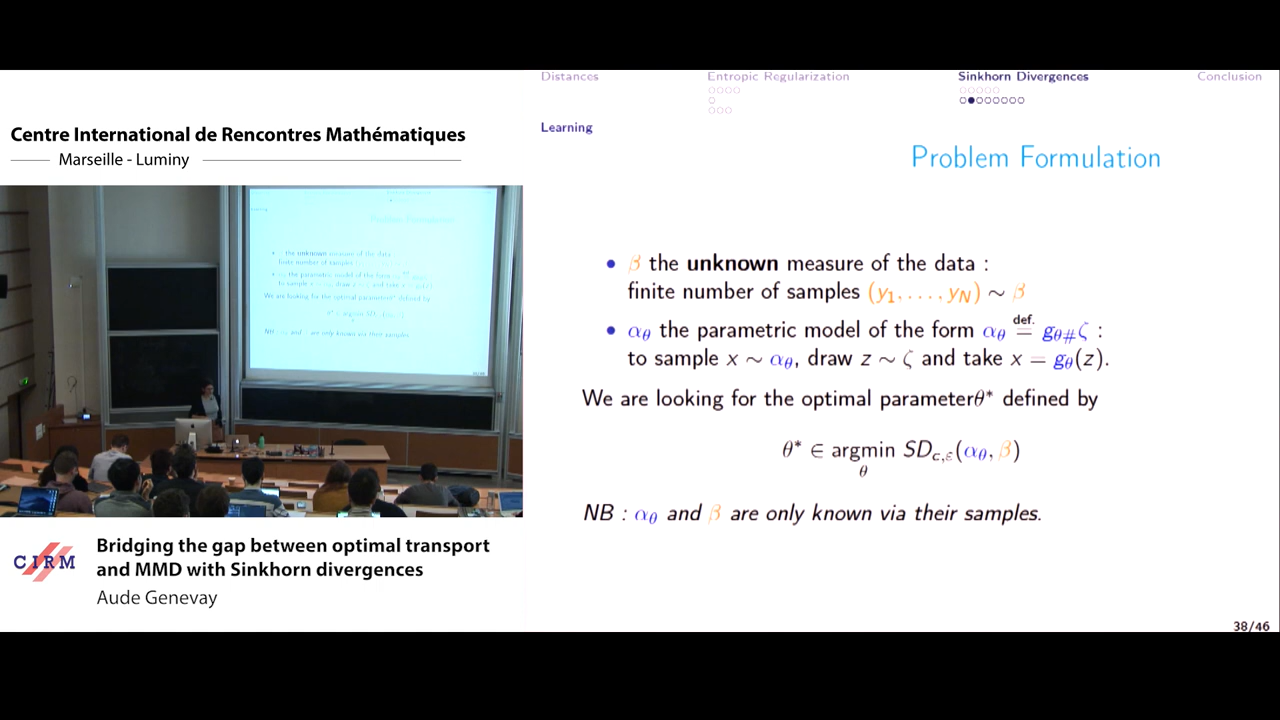 Distances
Entropic Regularization
Sinkhorn Divergences
Conclusion
Learning
Centre International de Rencontres Mathématiques
Marseille - Luminy
Problem Formulation
• β the unknown measure of the data :
finite number of samples (y₁, . . . , y_N) ∼ β
• α_θ the parametric model of the form α_θ =^{def.} g_θ#ζ :
to sample x ∼ α_θ, draw z ∼ ζ and take x = g_θ(z).
We are looking for the optimal parameterθ* defined by
θ* ∈ argmin_θ SD_{c,ε}(α_θ, β)
NB : α_θ and β are only known via their samples.
CIRM
Bridging the gap between optimal transport
and MMD with Sinkhorn divergences
Aude Genevay
38/46